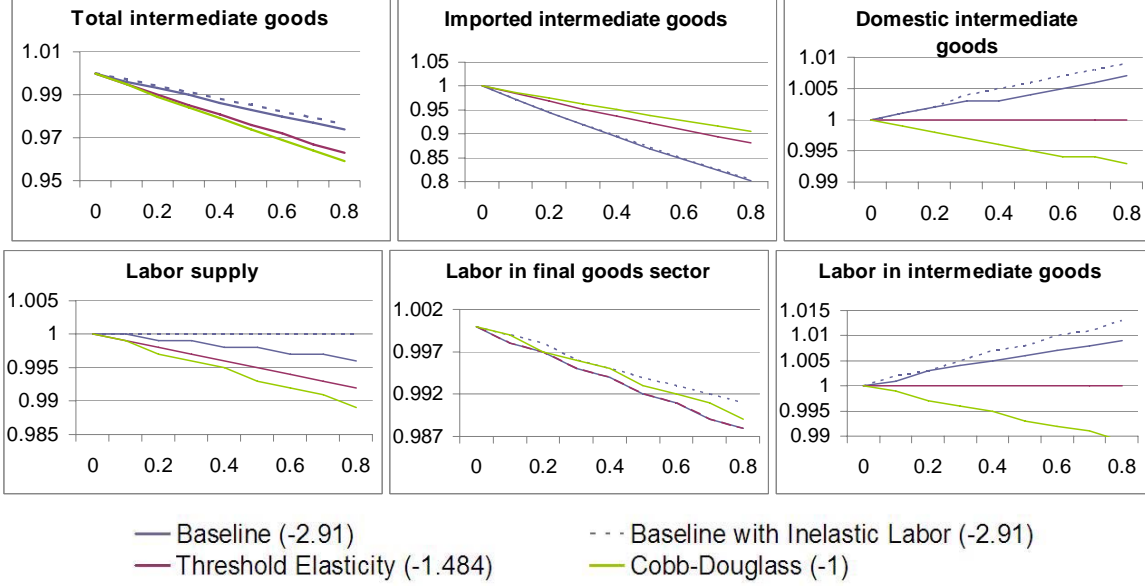 Total intermediate goods
1.01
0.99
0.97
0.95
0 0.2 0.4 0.6 0.8
Imported intermediate goods
1.05
1
0.95
0.9
0.85
0.8
0 0.2 0.4 0.6 0.8
Domestic intermediate
goods
1.01
1.005
1
0.995
0.99
0 0.2 0.4 0.6 0.8
Labor supply
1.005
1
0.995
0.99
0.985
0 0.2 0.4 0.6 0.8
Labor in final goods sector
1.002
0.997
0.992
0.987
0 0.2 0.4 0.6 0.8
Labor in intermediate goods
1.015
1.01
1.005
1
0.995
0.99
0 0.2 0.4 0.6 0.8
Baseline (-2.91)
Baseline with Inelastic Labor (-2.91)
Threshold Elasticity (-1.484)
Cobb-Douglass (-1)